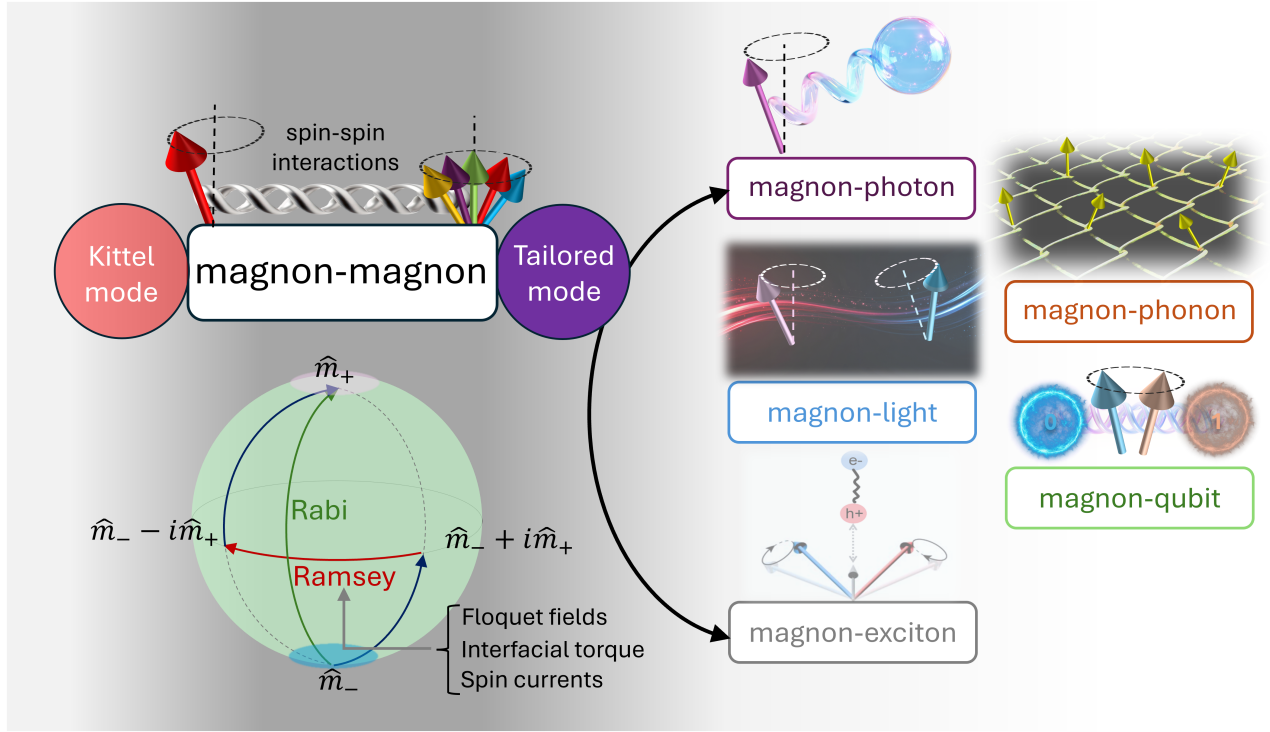 spin-spin
interactions
Kittel
mode
magnon-magnon
Tailored
mode
magnon-photon
magnon-phonon
magnon-light
0
1
magnon-qubit
e-
h+
magnon-exciton
m̂₊
Rabi
m̂₋ − im̂₊
m̂₋ + im̂₊
Ramsey
Floquet fields
Interfacial torque
Spin currents
m̂₋